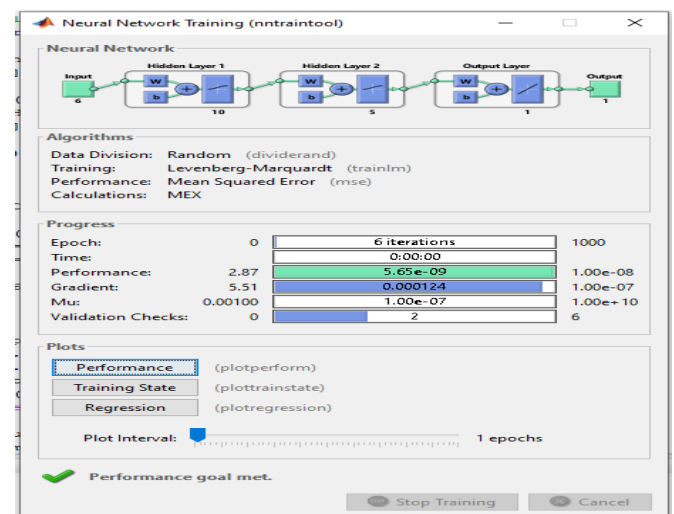 Neural Network Training (nntraintool)
Neural Network
Hidden Layer 1 Hidden Layer 2 Output Layer
Input Output
W W W
b b b
6 10 5 1 1
Algorithms
Data Division: Random (dividerand)
Training: Levenberg-Marquardt (trainlm)
Performance: Mean Squared Error (mse)
Calculations: MEX
Progress
Epoch: 0 6 iterations 1000
Time: 0:00:00
Performance: 2.87 5.65e-09 1.00e-08
Gradient: 5.51 0.000124 1.00e-07
Mu: 0.00100 1.00e-07 1.00e+10
Validation Checks: 0 2 6
Plots
Performance (plotperform)
Training State (plottrainstate)
Regression (plotregression)
Plot Interval: 1 epochs
Performance goal met.
Stop Training Cancel